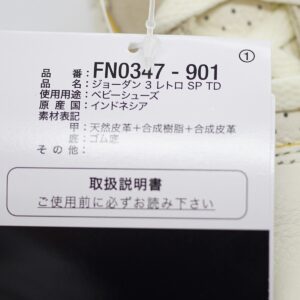 ①
品番: FN0347 - 901
品名: ジョーダン 3 レトロ SP TD
使用用途: ベビーシューズ
原産国: インドネシア
素材表記
甲: 天然皮革+合成樹脂+合成皮革
底: ゴム底
その他:
取扱説明書
ご使用前に必ずお読み下さい